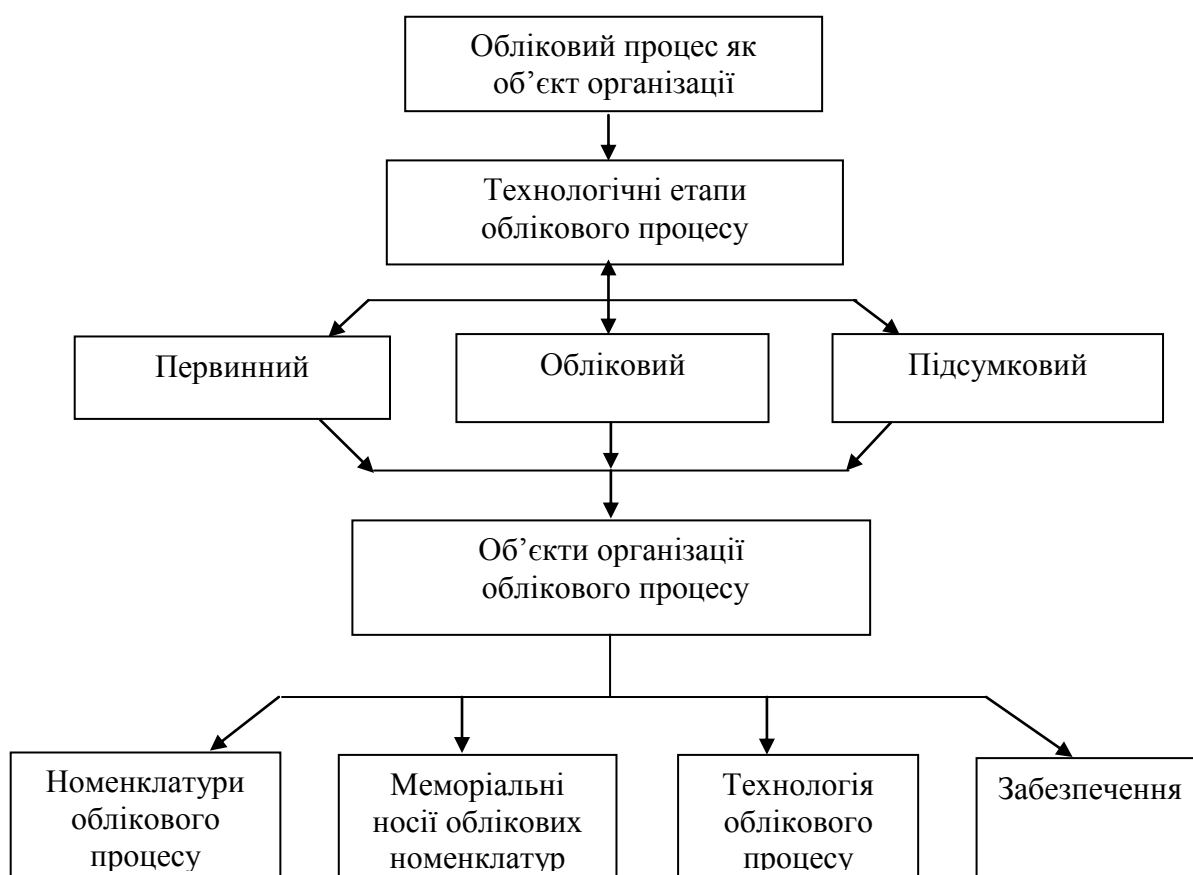 Обліковий процес як
об’єкт організації
Технологічні етапи
облікового процесу
Первинний
Обліковий
Підсумковий
Об’єкти організації
облікового процесу
Номенклатури
облікового
процесу
Меморіальні
носії облікових
номенклатур
Технологія
облікового
процесу
Забезпечення